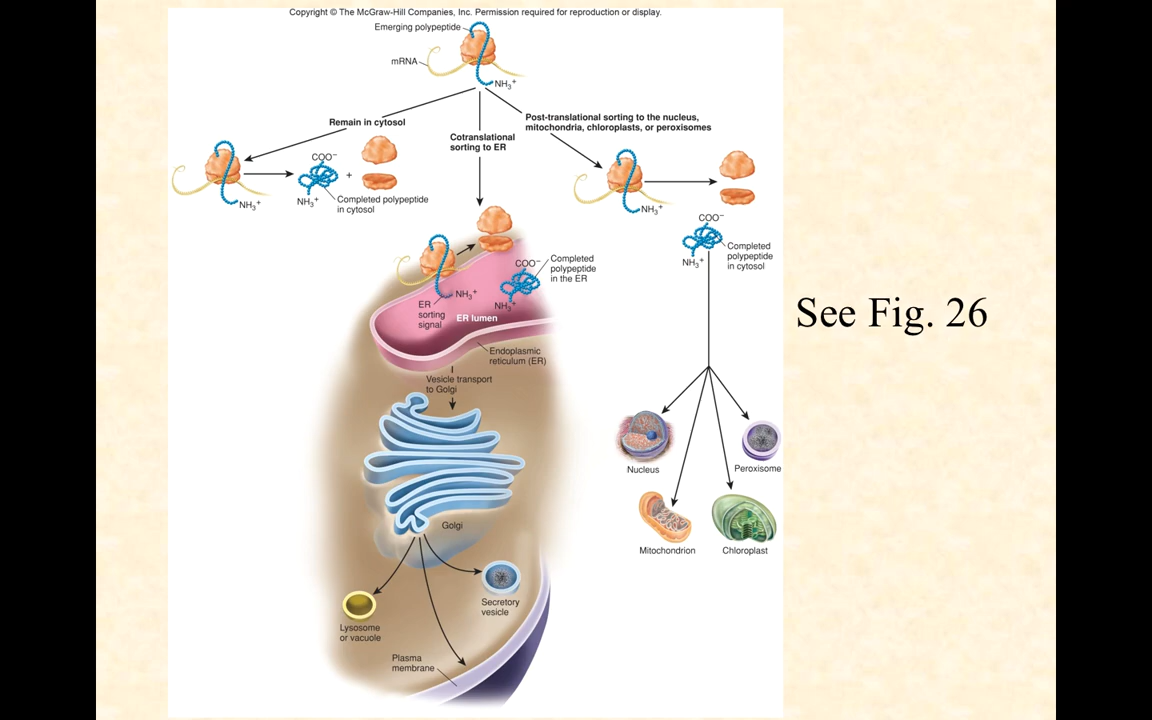 Copyright © The McGraw-Hill Companies, Inc. Permission required for reproduction or display.
Emerging polypeptide
mRNA
NH₃⁺
Remain in cytosol
Cotranslational
sorting to ER
Post-translational sorting to the nucleus,
mitochondria, chloroplasts, or peroxisomes
NH₃⁺
COO⁻
+
NH₃⁺
Completed polypeptide
in cytosol
NH₃⁺
COO⁻
NH₃⁺
Completed
polypeptide
in cytosol
ER
sorting
signal
NH₃⁺
COO⁻
NH₃⁺
Completed
polypeptide
in the ER
ER lumen
Endoplasmic
reticulum (ER)
Vesicle transport
to Golgi
Golgi
Lysosome
or vacuole
Secretory
vesicle
Plasma
membrane
Nucleus
Peroxisome
Mitochondrion
Chloroplast
See Fig. 26